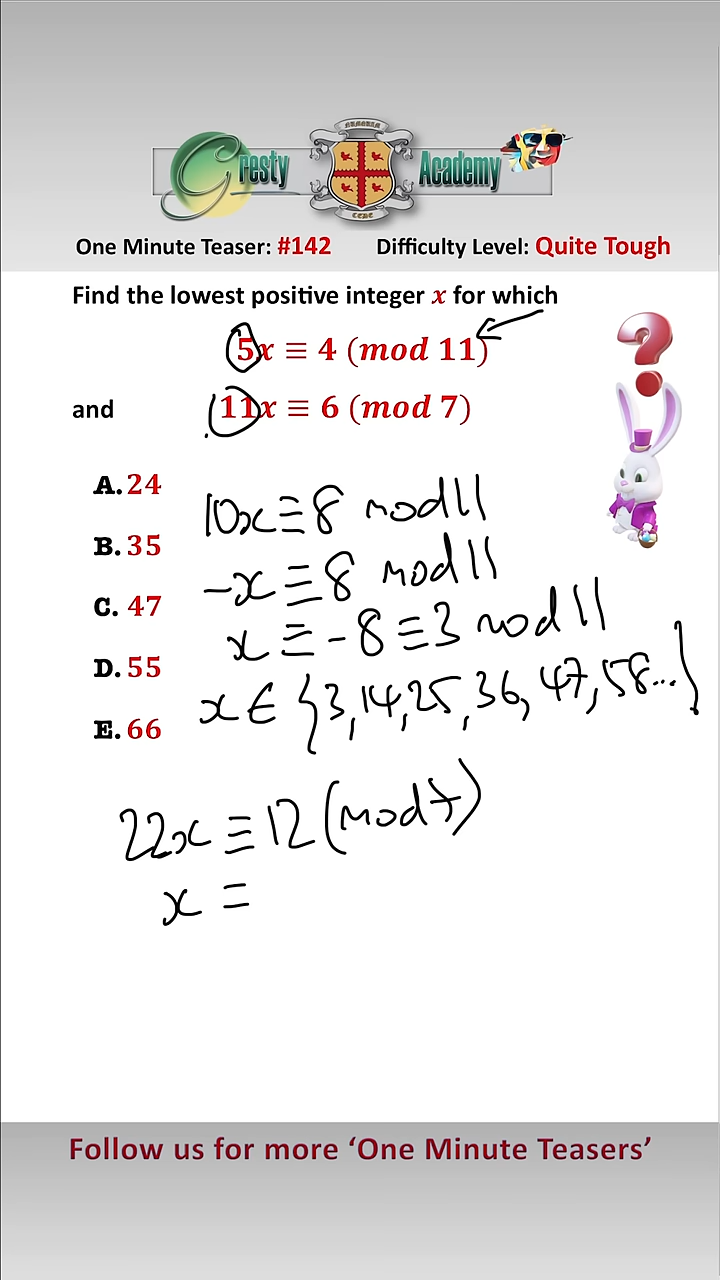 NUMORUM
Gresty Academy
CEDE
One Minute Teaser: #142 Difficulty Level: Quite Tough
Find the lowest positive integer x for which
5x ≡ 4 (mod 11)
and 11x ≡ 6 (mod 7)
A. 24
B. 35
C. 47
D. 55
E. 66
10x ≡ 8 mod 11
-x ≡ 8 mod 11
x ≡ -8 ≡ 3 mod 11
x ∈ {3, 14, 25, 36, 47, 58...}
22x ≡ 12 (mod 7)
x ≡
Follow us for more ‘One Minute Teasers’